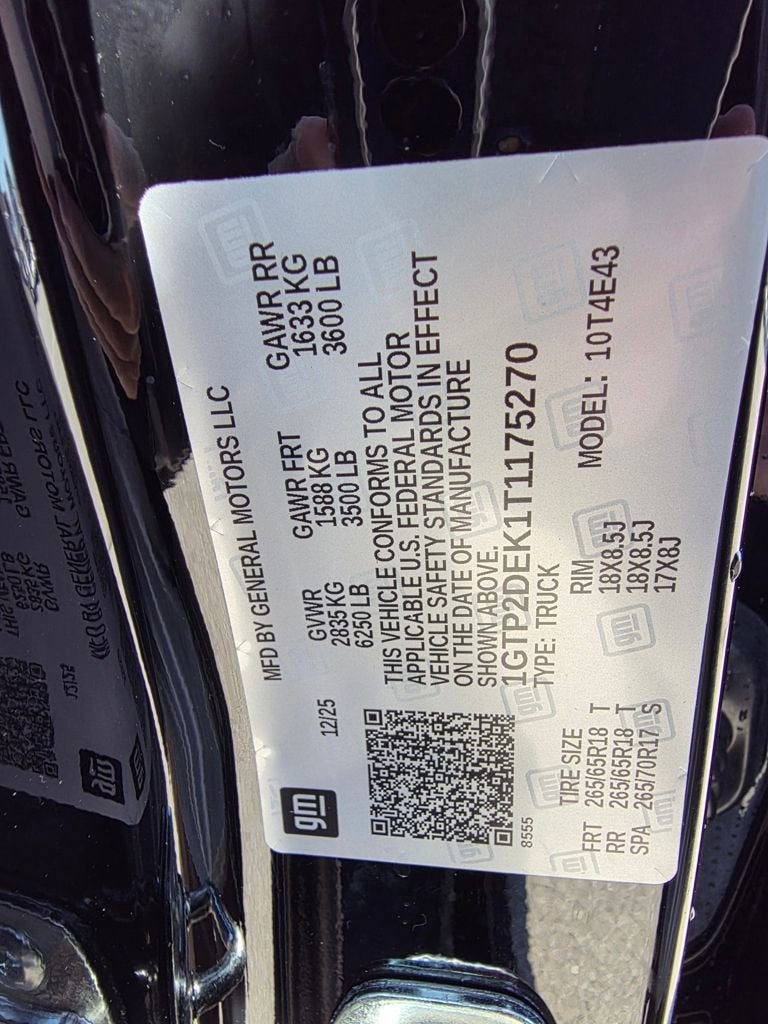 gm
MFD BY GENERAL MOTORS LLC
12/25
GVWR GAWR FRT GAWR RR
2835 KG 1588 KG 1633 KG
6250 LB 3500 LB 3600 LB
THIS VEHICLE CONFORMS TO ALL
APPLICABLE U.S. FEDERAL MOTOR
VEHICLE SAFETY STANDARDS IN EFFECT
ON THE DATE OF MANUFACTURE
SHOWN ABOVE.
1GTP2DEK1T1175270
8555
TYPE: TRUCK
MODEL: 10T4E43
TIRE SIZE RIM
FRT 265/65R18 T 18X8.5J
RR 265/65R18 T 18X8.5J
SPA 265/70R17 S 17X8J